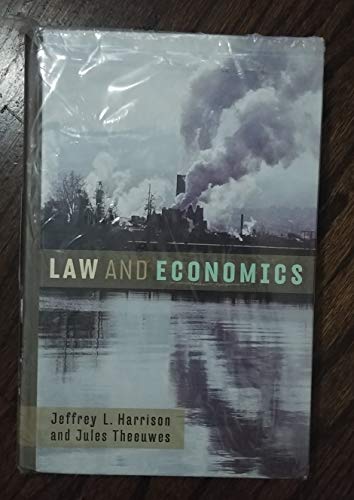 LAW AND ECONOMICS
Jeffrey L. Harrison
and Jules Theeuwes